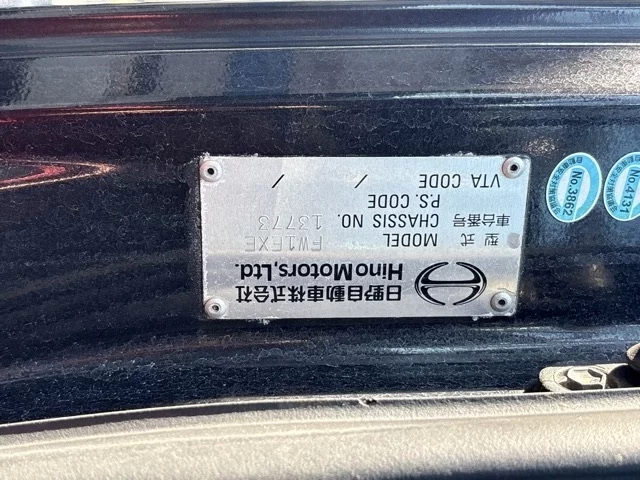 日野自動車株式会社
Hino Motors, Ltd.
型式 MODEL FW1EXE
車台番号 CHASSIS NO. 13773
P.S. CODE
VTA CODE / /
No.3862
No.4131